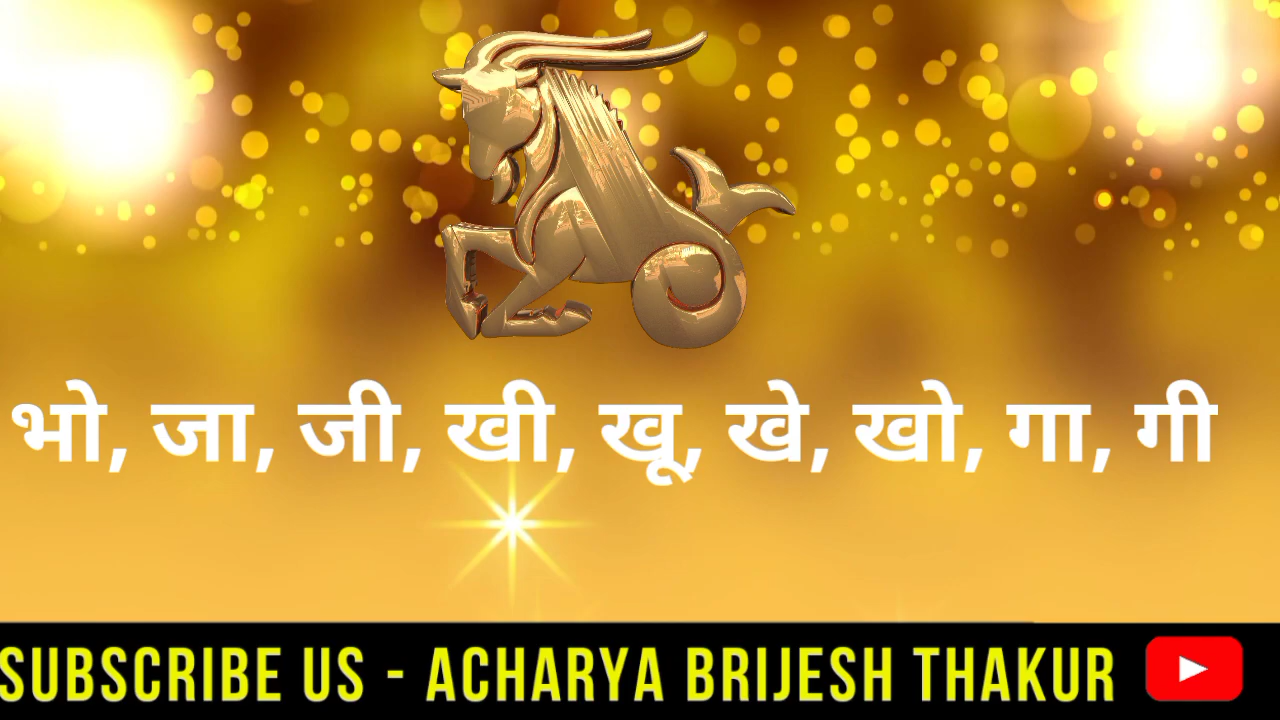 भो, जा, जी, खी, खू, खे, खो, गा, गी
SUBSCRIBE US - ACHARYA BRIJESH THAKUR